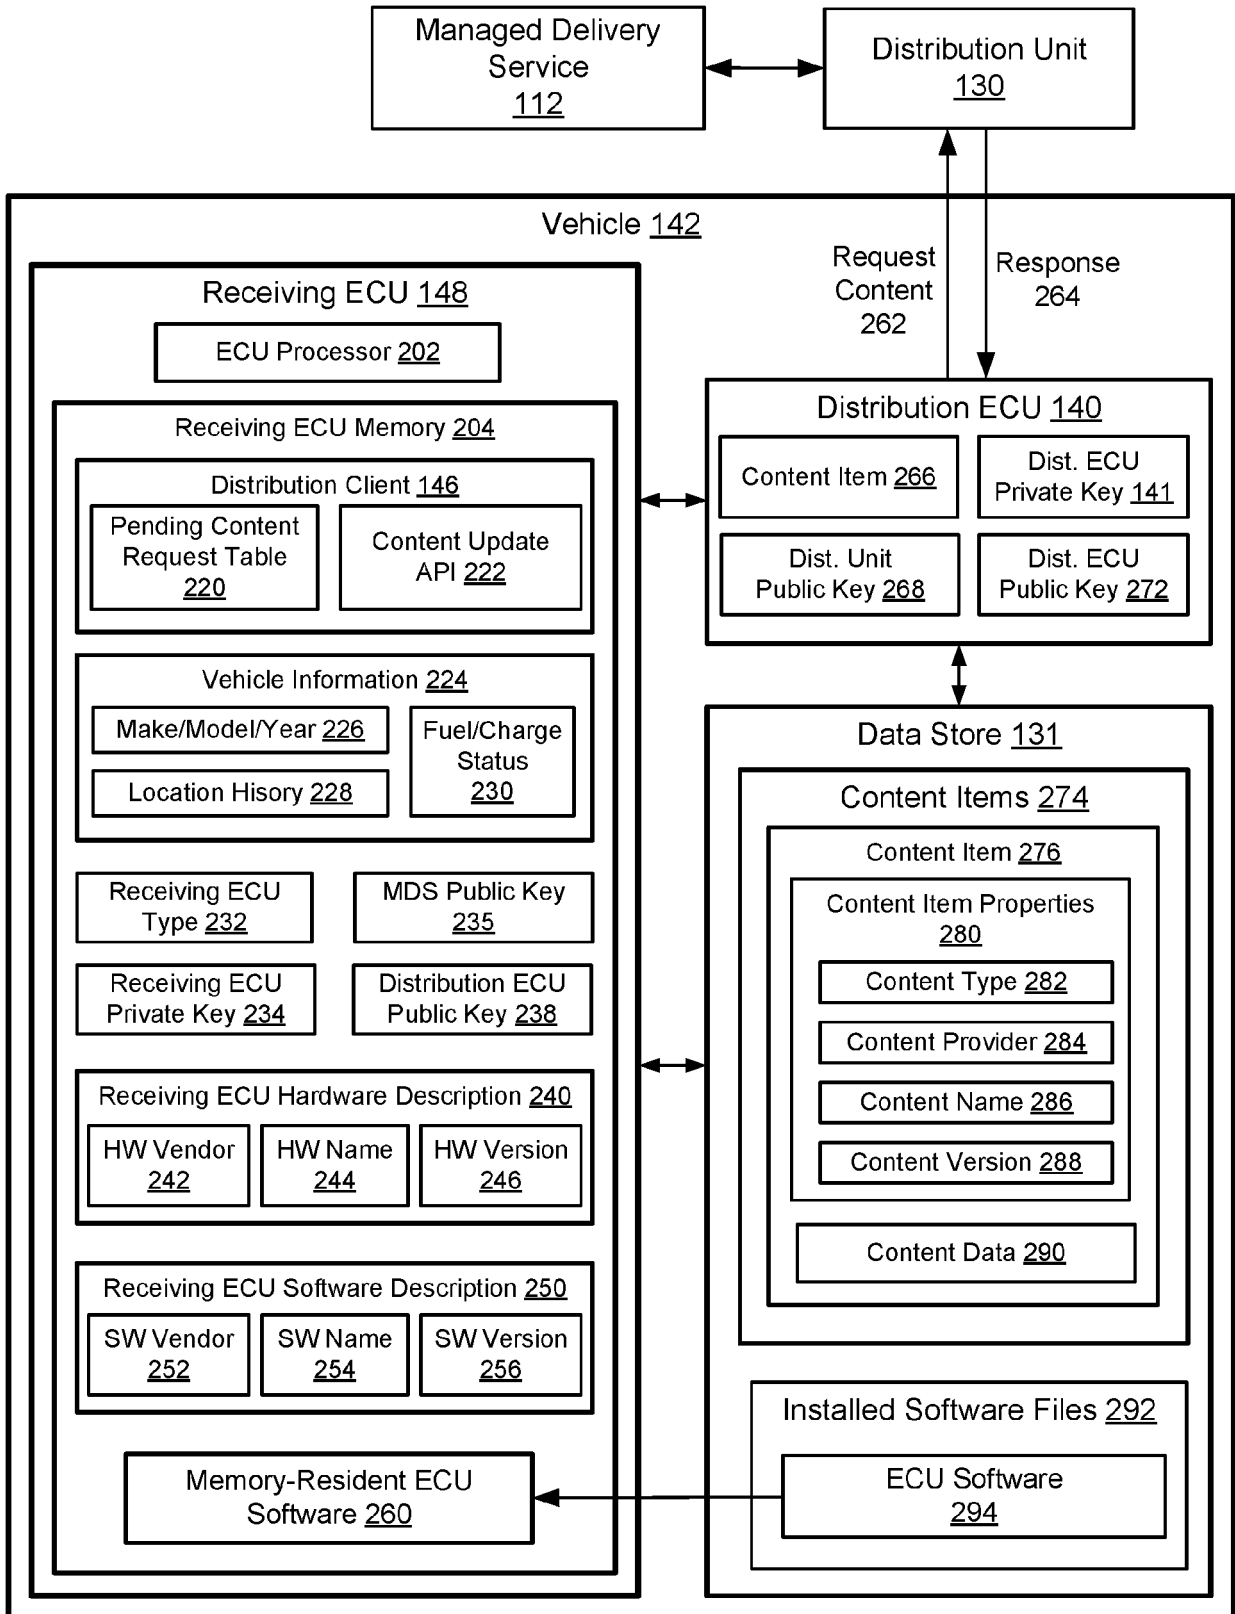 Managed Delivery
Service
112
Distribution Unit
130
Vehicle 142
Request
Content
262
Response
264
Receiving ECU 148
ECU Processor 202
Receiving ECU Memory 204
Distribution Client 146
Pending Content
Request Table
220
Content Update
API 222
Vehicle Information 224
Make/Model/Year 226
Location Hisory 228
Fuel/Charge
Status
230
Receiving ECU
Type 232
MDS Public Key
235
Receiving ECU
Private Key 234
Distribution ECU
Public Key 238
Receiving ECU Hardware Description 240
HW Vendor
242
HW Name
244
HW Version
246
Receiving ECU Software Description 250
SW Vendor
252
SW Name
254
SW Version
256
Memory-Resident ECU
Software 260
Distribution ECU 140
Content Item 266
Dist. ECU
Private Key 141
Dist. Unit
Public Key 268
Dist. ECU
Public Key 272
Data Store 131
Content Items 274
Content Item 276
Content Item Properties
280
Content Type 282
Content Provider 284
Content Name 286
Content Version 288
Content Data 290
Installed Software Files 292
ECU Software
294